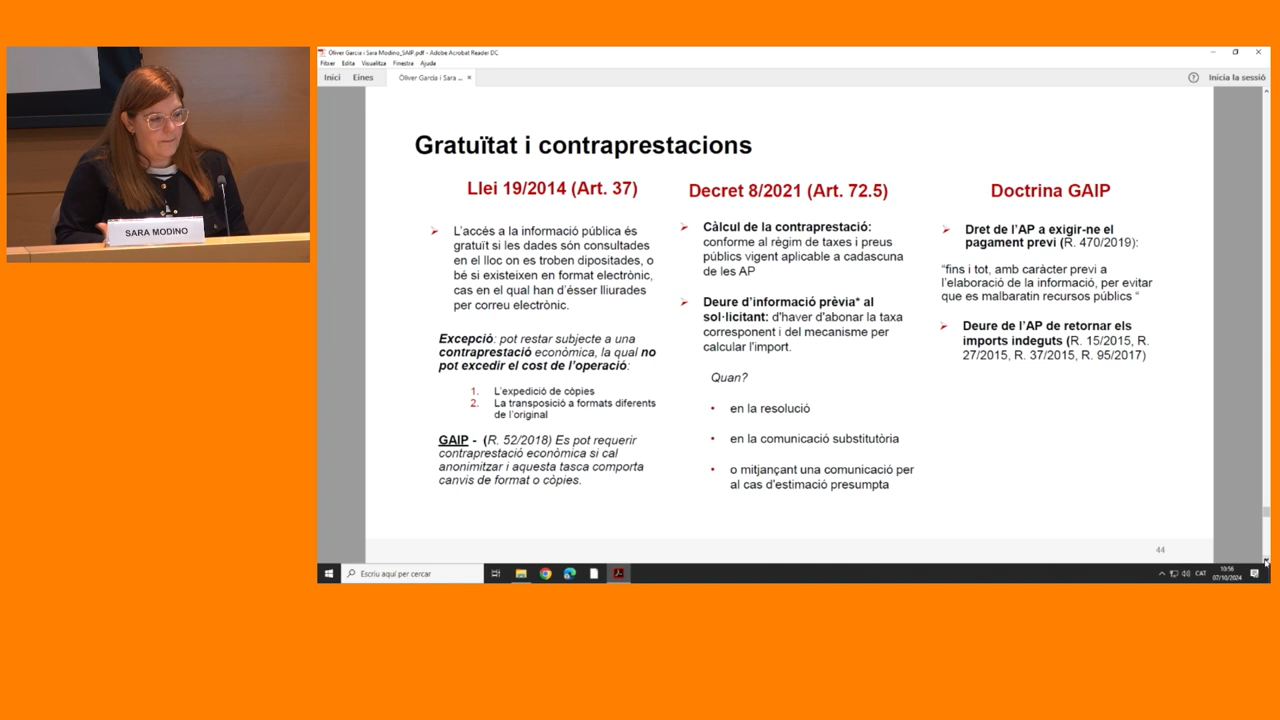 SARA MODINO
Òliver Garcia i Sara Modino_SAIP.pdf - Adobe Acrobat Reader DC
Fitxer Edita Visualitza Finestra Ajuda
Inici Eines Òliver Garcia i Sara ... × Inicia la sessió
Gratuïtat i contraprestacions
Llei 19/2014 (Art. 37)
L'accés a la informació pública és
gratuït si les dades són consultades
en el lloc on es troben dipositades, o
bé si existeixen en format electrònic,
cas en el qual han d'ésser lliurades
per correu electrònic.
Excepció: pot restar subjecte a una
contraprestació econòmica, la qual no
pot excedir el cost de l'operació:
1. L'expedició de còpies
2. La transposició a formats diferents
de l'original
GAIP - (R. 52/2018) Es pot requerir
contraprestació econòmica si cal
anonimitzar i aquesta tasca comporta
canvis de format o còpies.
Decret 8/2021 (Art. 72.5)
Càlcul de la contraprestació:
conforme al règim de taxes i preus
públics vigent aplicable a cadascuna
de les AP
Deure d'informació prèvia* al
sol·licitant: d'haver d'abonar la taxa
corresponent i del mecanisme per
calcular l'import.
Quan?
• en la resolució
• en la comunicació substitutòria
• o mitjançant una comunicació per
al cas d'estimació presumpta
Doctrina GAIP
Dret de l'AP a exigir-ne el
pagament previ (R. 470/2019):
“fins i tot, amb caràcter previ a
l'elaboració de la informació, per evitar
que es malbaratin recursos públics “
Deure de l'AP de retornar els
imports indeguts (R. 15/2015, R.
27/2015, R. 37/2015, R. 95/2017)
44
Escriu aquí per cercar
CAT
10:56
07/10/2024